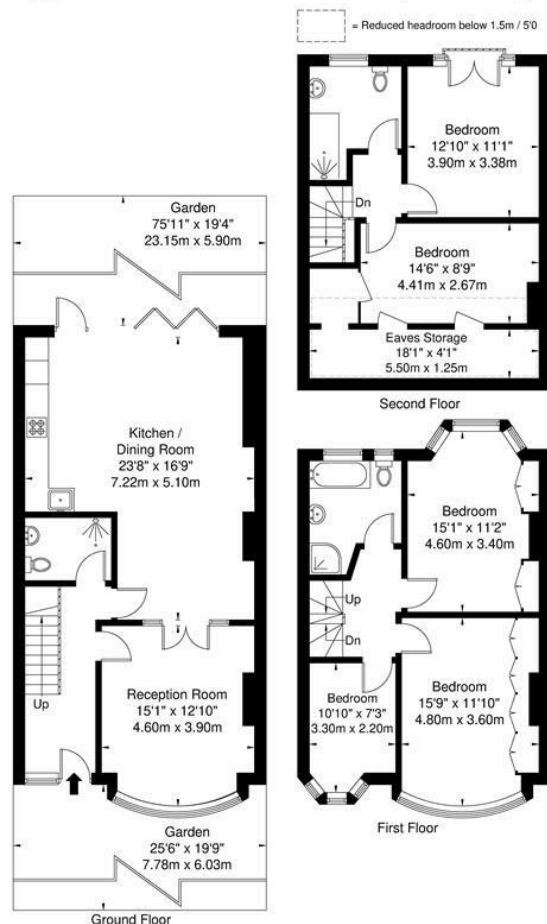 = Reduced headroom below 1.5m / 5'0
Bedroom
12'10" x 11'1"
3.90m x 3.38m
Dn
Bedroom
14'6" x 8'9"
4.41m x 2.67m
Eaves Storage
18'1" x 4'1"
5.50m x 1.25m
Second Floor
Garden
75'11" x 19'4"
23.15m x 5.90m
Kitchen /
Dining Room
23'8" x 16'9"
7.22m x 5.10m
Up
Reception Room
15'1" x 12'10"
4.60m x 3.90m
Garden
25'6" x 19'9"
7.78m x 6.03m
Ground Floor
Bedroom
15'1" x 11'2"
4.60m x 3.40m
Up
Dn
Bedroom
10'10" x 7'3"
3.30m x 2.20m
Bedroom
15'9" x 11'10"
4.80m x 3.60m
First Floor